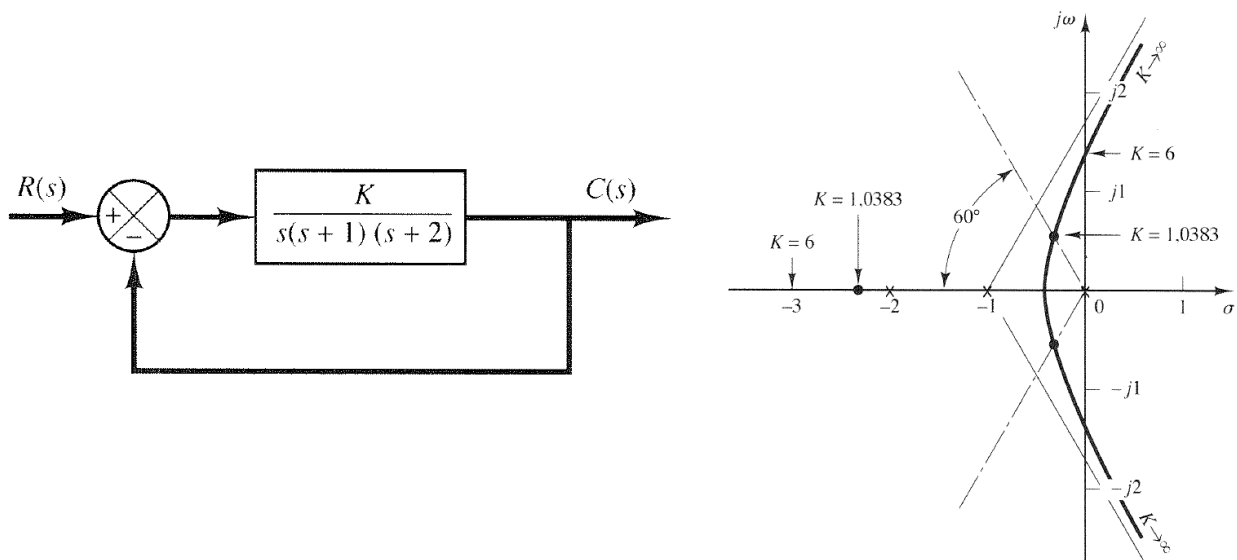 R(s)
+
−
K
s(s + 1) (s + 2)
C(s)
jω
K→∞
j2
K = 6
j1
K = 1.0383
60°
K = 1.0383
K = 6
−3
−2
−1
0
1
σ
−j1
−j2
K→∞